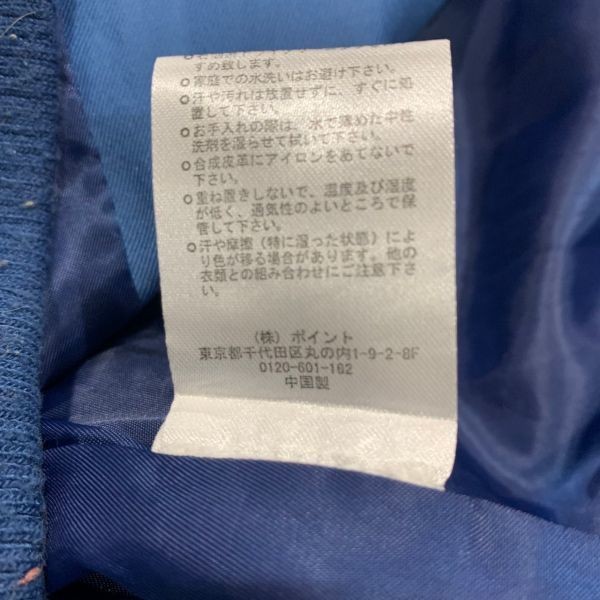 すめ致します。
○家庭での水洗いはお避け下さい。
○汗や汚れは放置せずに、すぐに処
置して下さい。
○お手入れの際は、水で薄めた中性
洗剤を湿らせて拭いて下さい。
○合成皮革にアイロンをあてないで
下さい。
○重ね置きしないで、温度及び湿度
が低く、通気性のよいところで保
管して下さい。
○汗や摩擦（特に湿った状態）によ
り色が移る場合があります。他の
衣類との組み合わせにご注意下さ
い。
（株）ポイント
東京都千代田区丸の内1-9-2-8F
0120-601-162
中国製